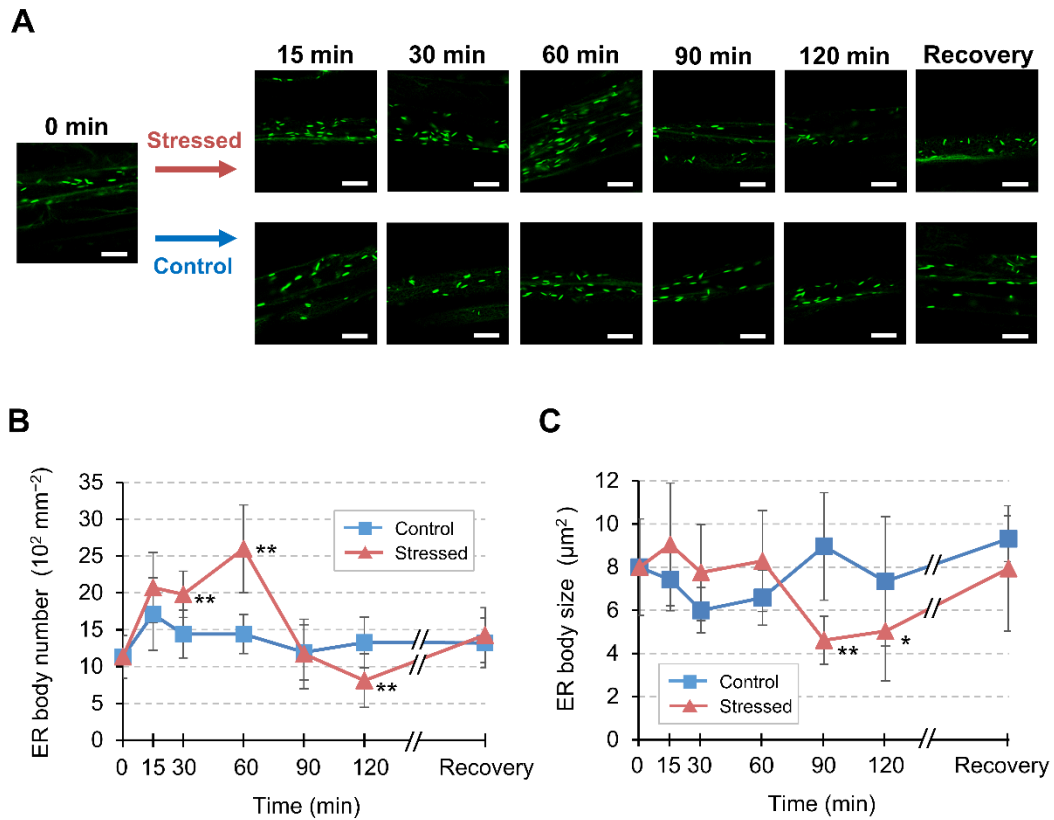 A
15 min 30 min 60 min 90 min 120 min Recovery
0 min
Stressed
Control
B
ER body number (10² mm⁻²)
35
30
25
20
15
10
5
0
Control
Stressed
**
**
**
0 15 30 60 90 120 Recovery
Time (min)
C
ER body size (μm²)
12
10
8
6
4
2
0
**
*
Control
Stressed
0 15 30 60 90 120 Recovery
Time (min)